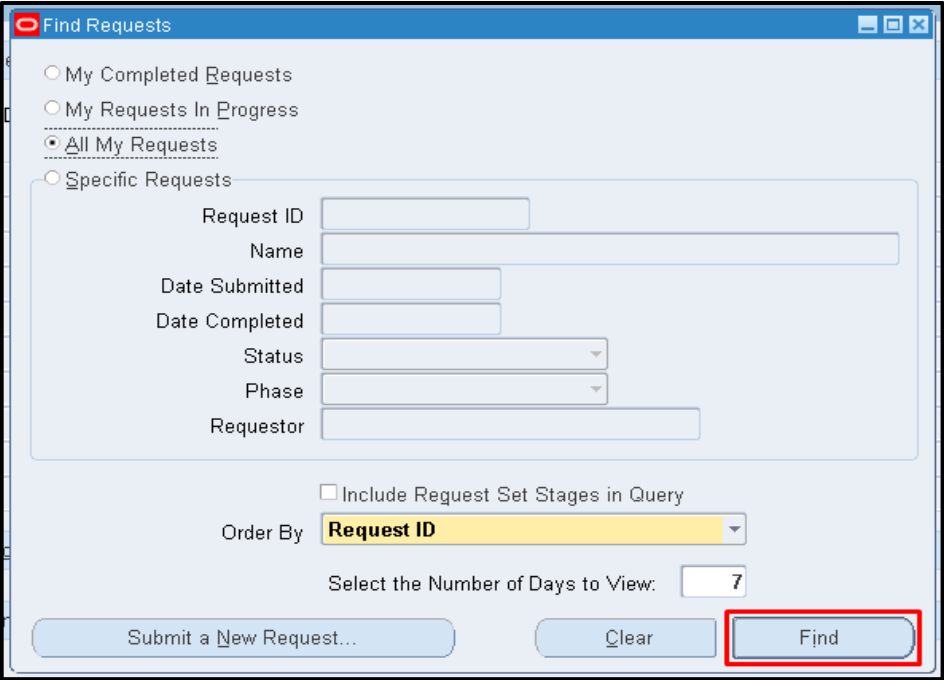 Find Requests
My Completed Requests
My Requests In Progress
All My Requests
Specific Requests
Request ID
Name
Date Submitted
Date Completed
Status
Phase
Requestor
Include Request Set Stages in Query
Order By Request ID
Select the Number of Days to View: 7
Submit a New Request... Clear Find